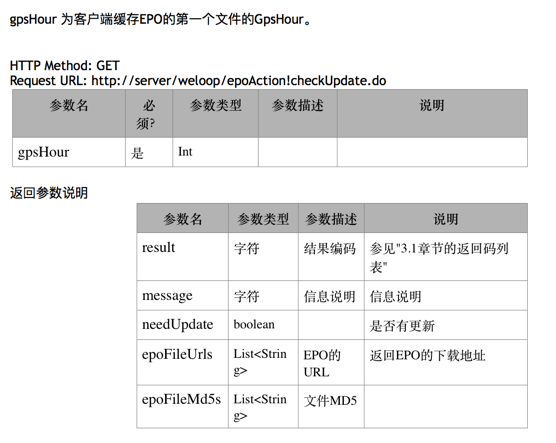 gpsHour 为客户端缓存EPO的第一个文件的GpsHour。
HTTP Method: GET
Request URL: http://server/weloop/epoAction!checkUpdate.do
参数名 必须? 参数类型 参数描述 说明
gpsHour 是 Int
返回参数说明
参数名 参数类型 参数描述 说明
result 字符 结果编码 参见"3.1章节的返回码列表"
message 字符 信息说明 信息说明
needUpdate boolean 是否有更新
epoFileUrls List<String> EPO的URL 返回EPO的下载地址
epoFileMd5s List<String> 文件MD5